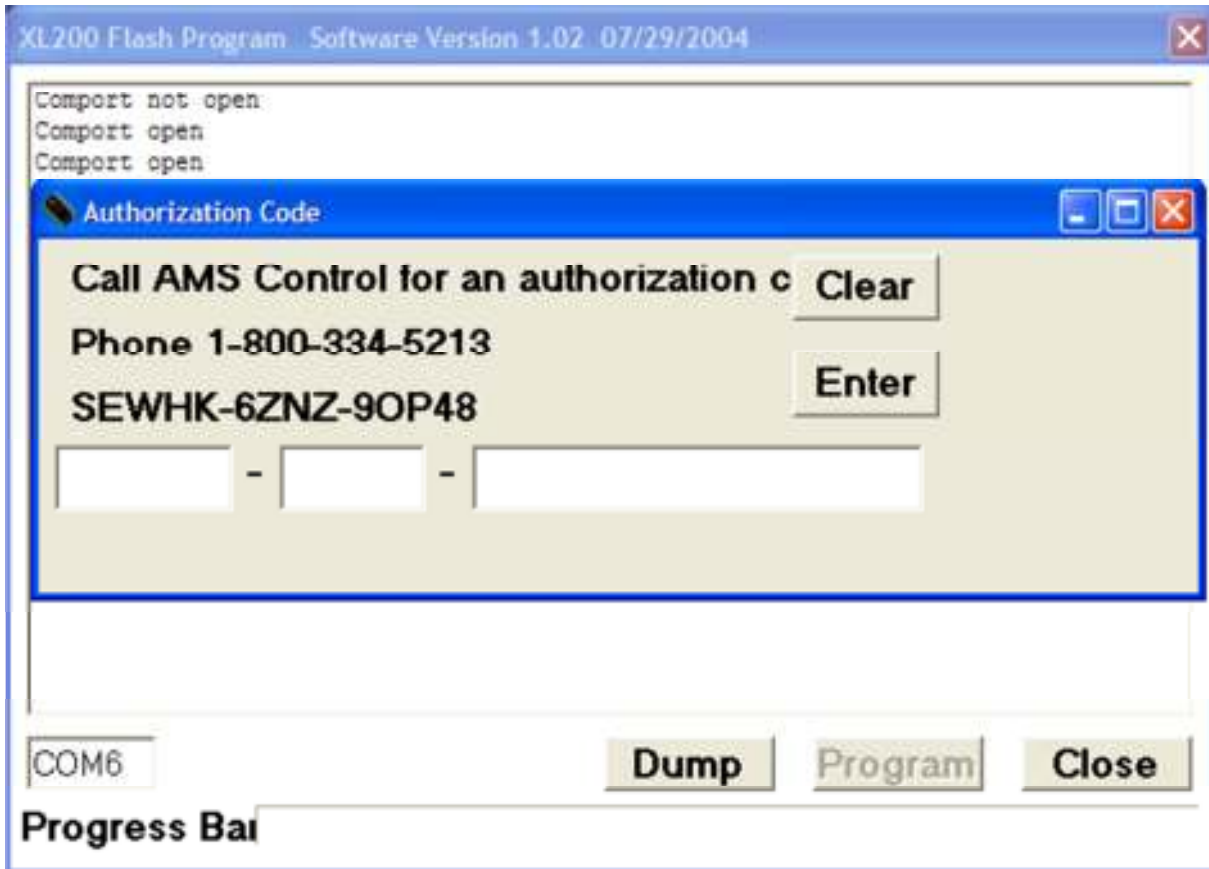 XL200 Flash Program   Software Version 1.02  07/29/2004
Comport not open
Comport open
Comport open
Authorization Code
Call AMS Control for an authorization c
Clear
Phone 1-800-334-5213
Enter
SEWHK-6ZNZ-9OP48
- -
COM6
Dump
Program
Close
Progress Bar